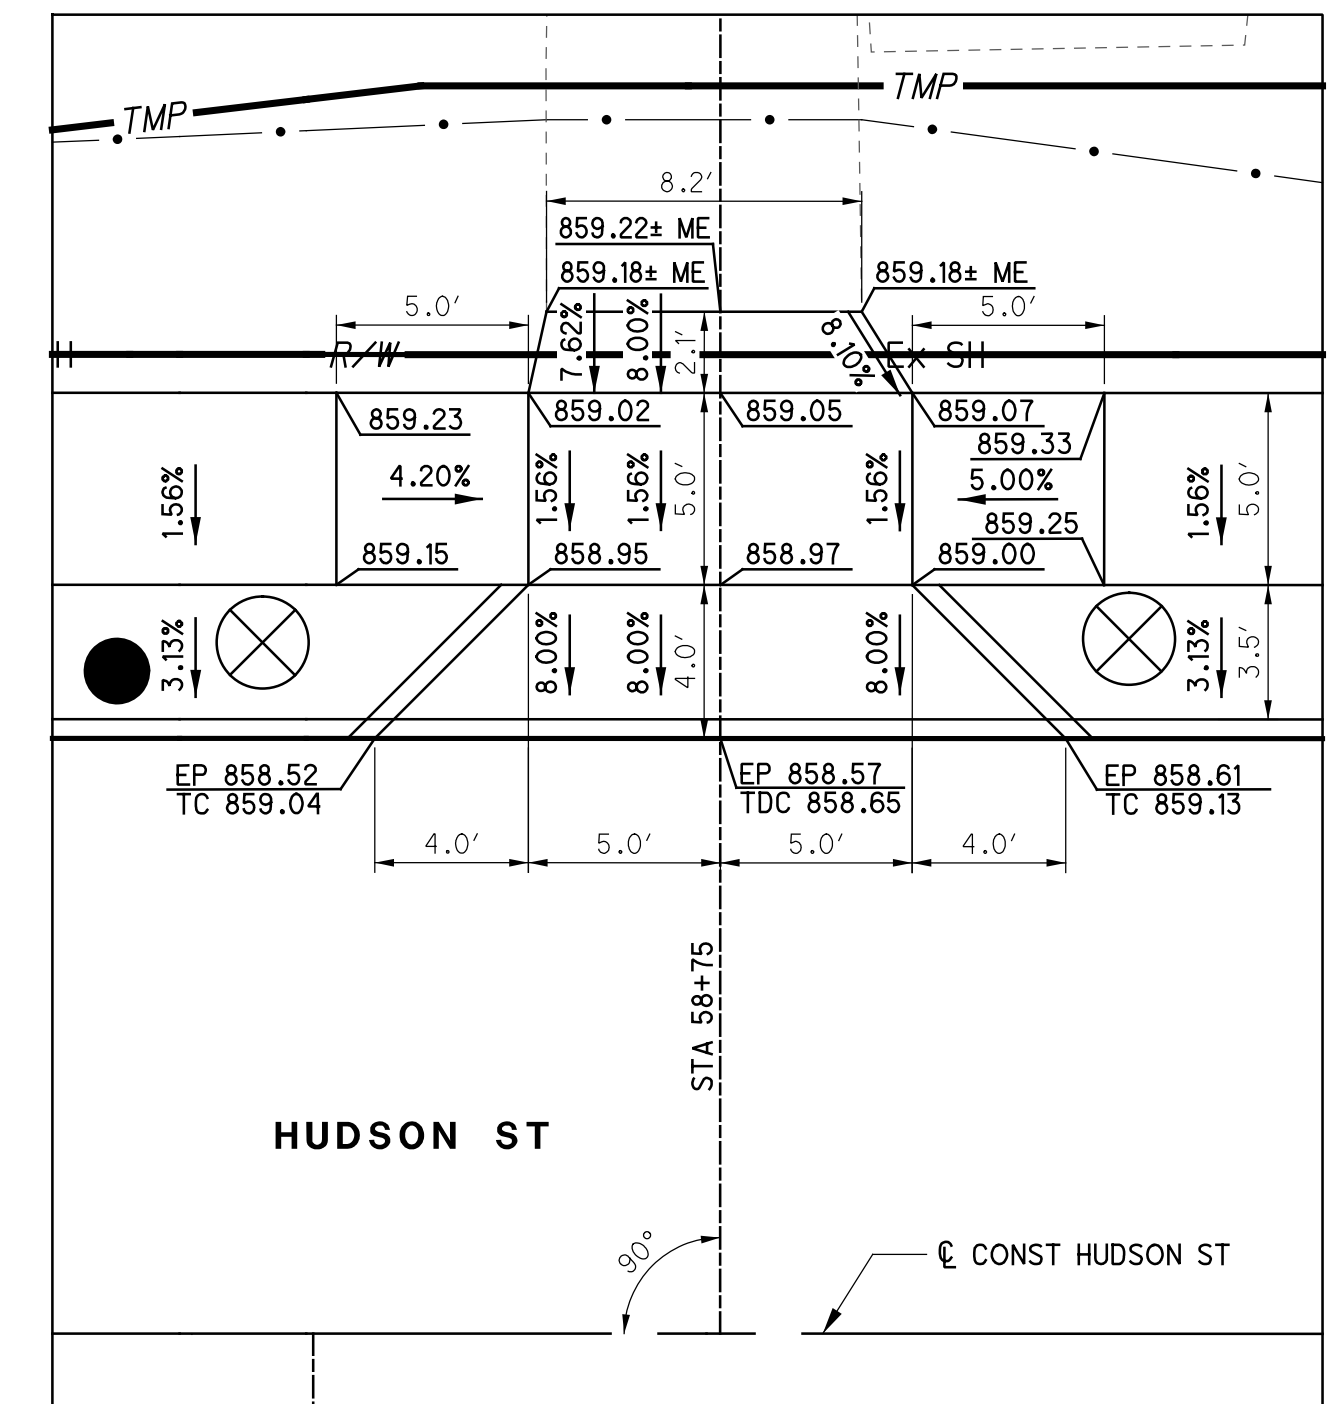 TMP
TMP
8.2′
859.22± ME
859.18± ME
859.18± ME
5.0′
7.62%
8.00%
2.1′
8.10%
5.0′
H
R/W
Ex SH
859.23
859.02
859.05
859.07
859.33
1.56%
4.20%
1.56%
1.56%
5.0′
1.56%
5.00%
1.56%
5.0′
859.25
859.15
858.95
858.97
859.00
3.13%
8.00%
8.00%
4.0′
8.00%
3.13%
3.5′
EP 858.52
TC 859.04
EP 858.57
TDC 858.65
EP 858.61
TC 859.13
4.0′
5.0′
5.0′
4.0′
STA 58+75
HUDSON ST
90°
℄ CONST HUDSON ST